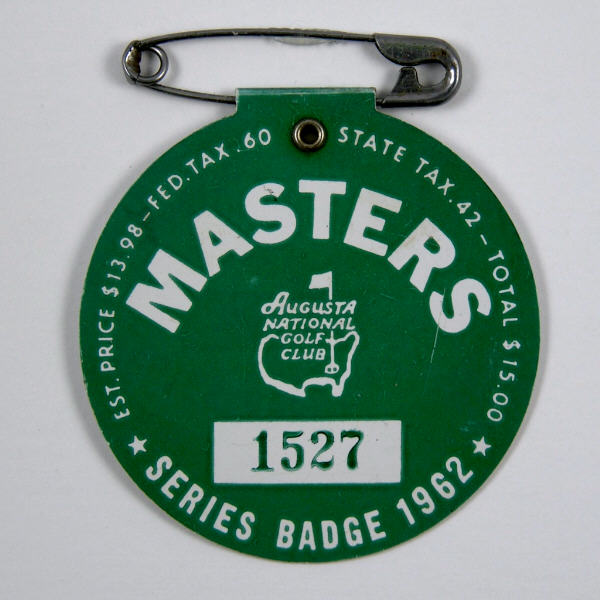 EST. PRICE $13.98-FED. TAX .60 STATE TAX .42-TOTAL $15.00
MASTERS
AUGUSTA
NATIONAL
GOLF
CLUB
1527
★ SERIES BADGE 1962 ★